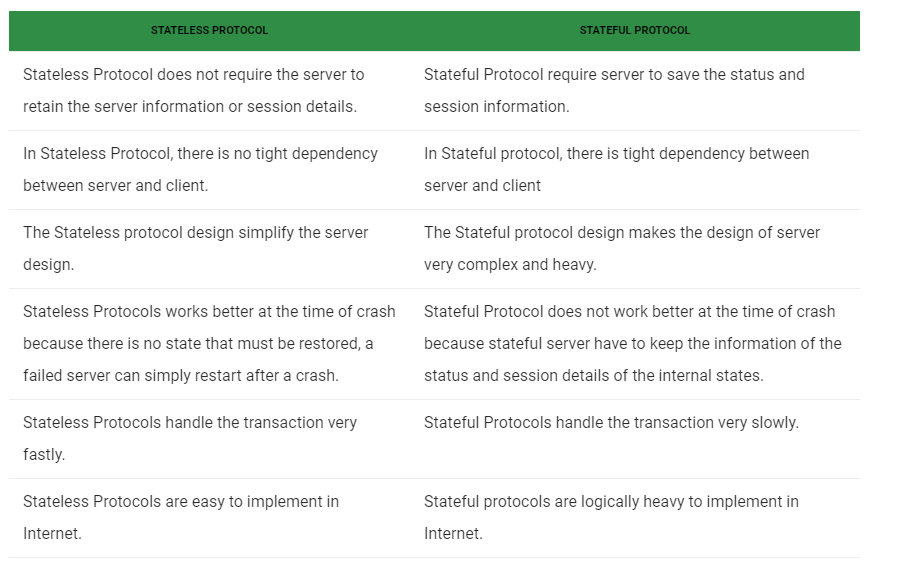 STATELESS PROTOCOL
STATEFUL PROTOCOL
Stateless Protocol does not require the server to
retain the server information or session details.
Stateful Protocol require server to save the status and
session information.
In Stateless Protocol, there is no tight dependency
between server and client.
In Stateful protocol, there is tight dependency between
server and client
The Stateless protocol design simplify the server
design.
The Stateful protocol design makes the design of server
very complex and heavy.
Stateless Protocols works better at the time of crash
because there is no state that must be restored, a
failed server can simply restart after a crash.
Stateful Protocol does not work better at the time of crash
because stateful server have to keep the information of the
status and session details of the internal states.
Stateless Protocols handle the transaction very
fastly.
Stateful Protocols handle the transaction very slowly.
Stateless Protocols are easy to implement in
Internet.
Stateful protocols are logically heavy to implement in
Internet.